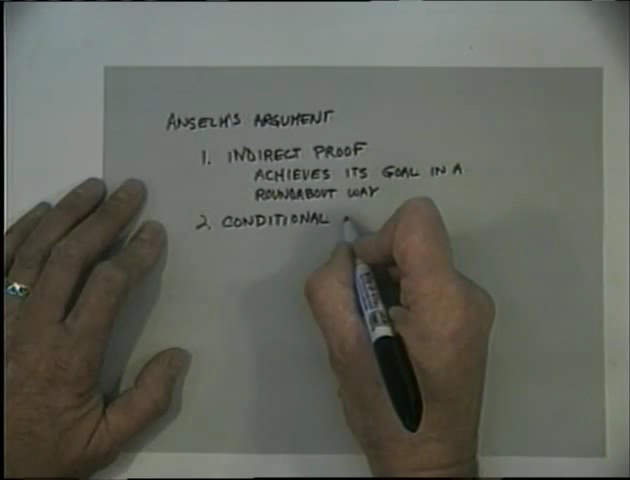 ANSELM'S ARGUMENT
1. INDIRECT PROOF
ACHIEVES ITS GOAL IN A
ROUNDABOUT WAY
2. CONDITIONAL